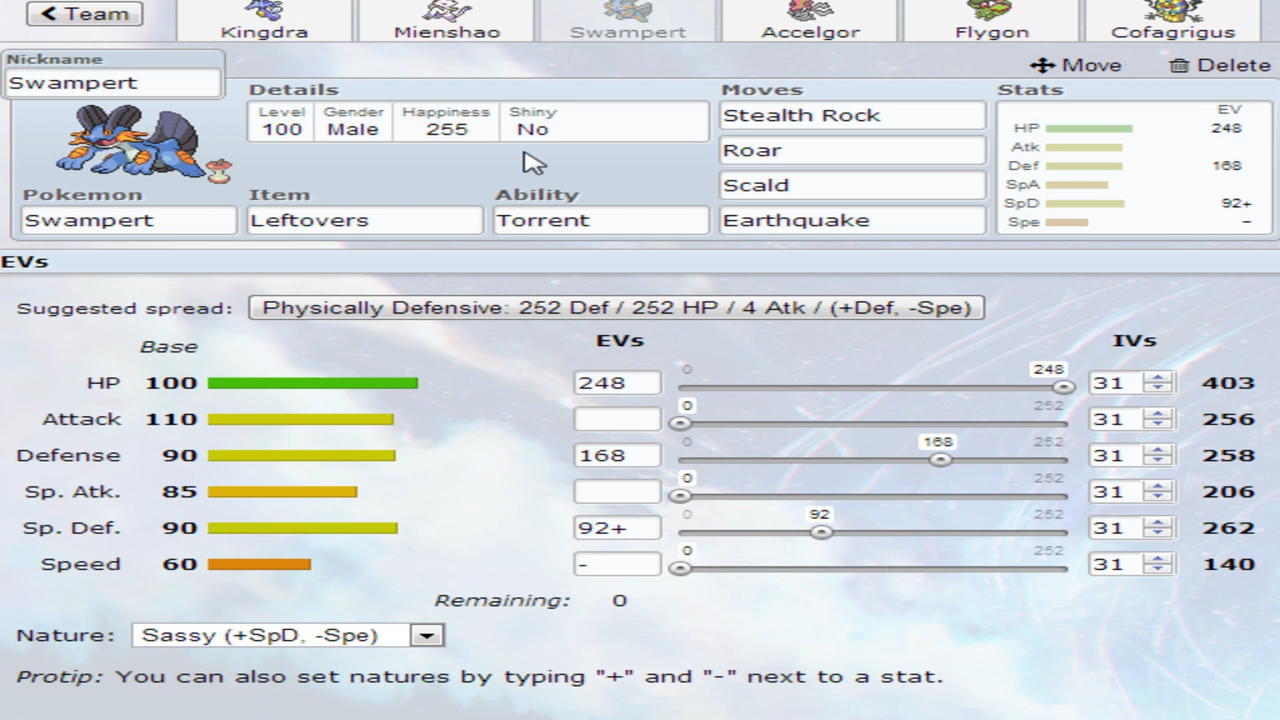 Team
Kingdra
Mienshao
Swampert
Accelgor
Flygon
Cofagrigus
Move
Delete
Nickname
Swampert
Details
Level Gender Happiness Shiny
100 Male 255 No
Pokemon
Swampert
Item
Leftovers
Ability
Torrent
Moves
Stealth Rock
Roar
Scald
Earthquake
Stats
EV
HP 248
Atk
Def 168
SpA
SpD 92+
Spe -
EVs
Suggested spread: Physically Defensive: 252 Def / 252 HP / 4 Atk / (+Def, -Spe)
Base EVs IVs
HP 100 248 0 248 31 403
Attack 110 0 252 31 256
Defense 90 168 0 168 252 31 258
Sp. Atk. 85 0 252 31 206
Sp. Def. 90 92+ 0 92 252 31 262
Speed 60 - 0 252 31 140
Remaining: 0
Nature: Sassy (+SpD, -Spe)
Protip: You can also set natures by typing "+" and "-" next to a stat.